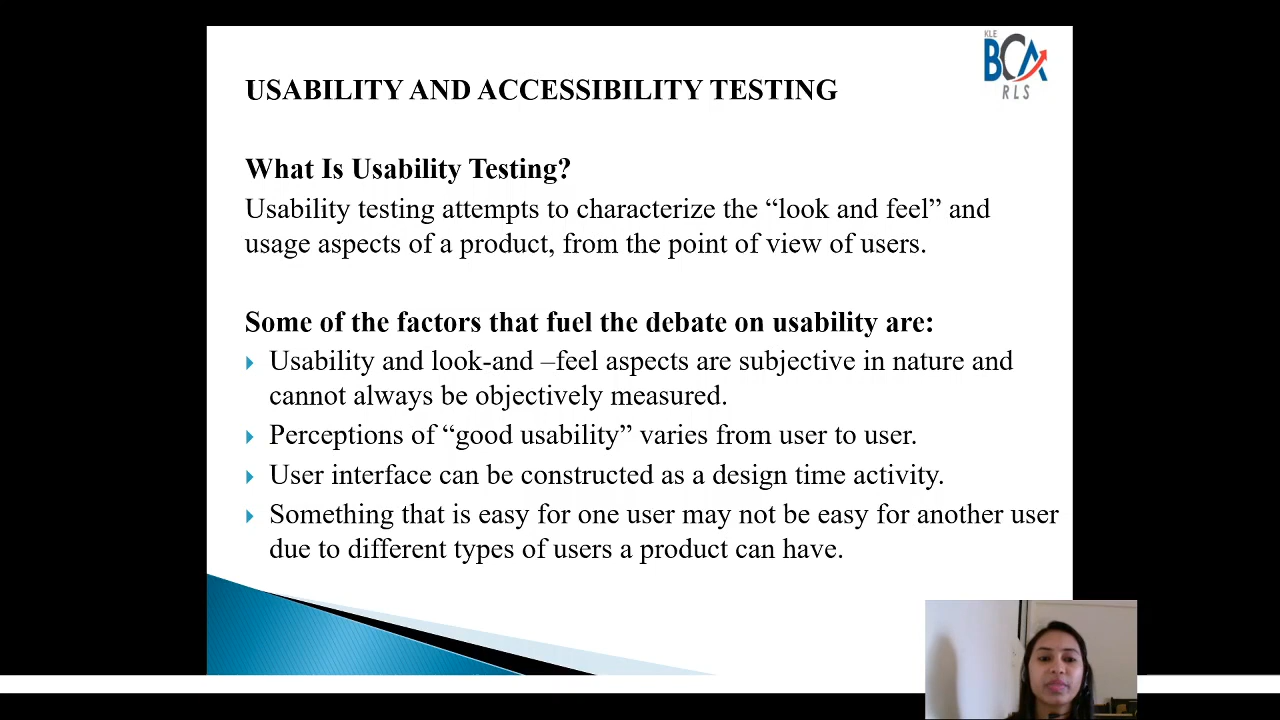 KLE
BCA
RLS
USABILITY AND ACCESSIBILITY TESTING
What Is Usability Testing?
Usability testing attempts to characterize the “look and feel” and
usage aspects of a product, from the point of view of users.
Some of the factors that fuel the debate on usability are:
Usability and look-and –feel aspects are subjective in nature and
cannot always be objectively measured.
Perceptions of “good usability” varies from user to user.
User interface can be constructed as a design time activity.
Something that is easy for one user may not be easy for another user
due to different types of users a product can have.